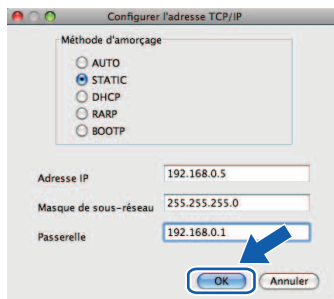 Configurer l'adresse TCP/IP
Méthode d'amorçage
AUTO
STATIC
DHCP
RARP
BOOTP
Adresse IP 192.168.0.5
Masque de sous-réseau 255.255.255.0
Passerelle 192.168.0.1
OK Annuler